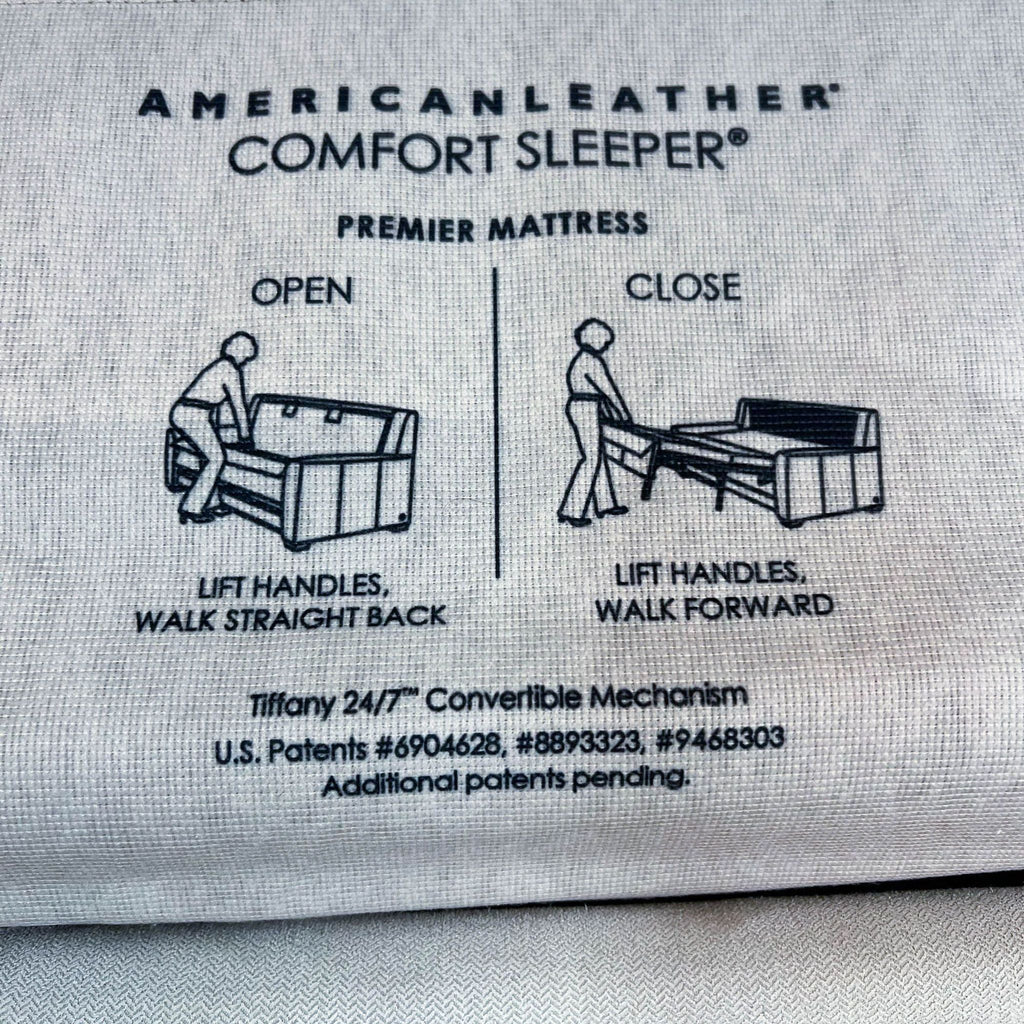 AMERICANLEATHER®
COMFORT SLEEPER®
PREMIER MATTRESS
OPEN
CLOSE
LIFT HANDLES,
WALK STRAIGHT BACK
LIFT HANDLES,
WALK FORWARD
Tiffany 24/7™ Convertible Mechanism
U.S. Patents #6904628, #8893323, #9468303
Additional patents pending.